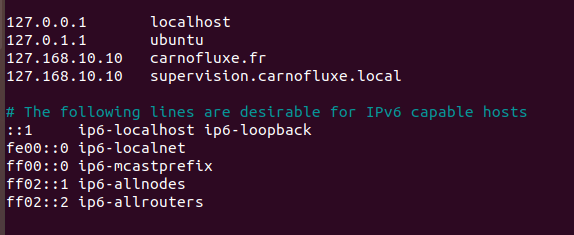 127.0.0.1 localhost
127.0.1.1 ubuntu
127.168.10.10 carnofluxe.fr
127.168.10.10 supervision.carnofluxe.local
# The following lines are desirable for IPv6 capable hosts
::1 ip6-localhost ip6-loopback
fe00::0 ip6-localnet
ff00::0 ip6-mcastprefix
ff02::1 ip6-allnodes
ff02::2 ip6-allrouters